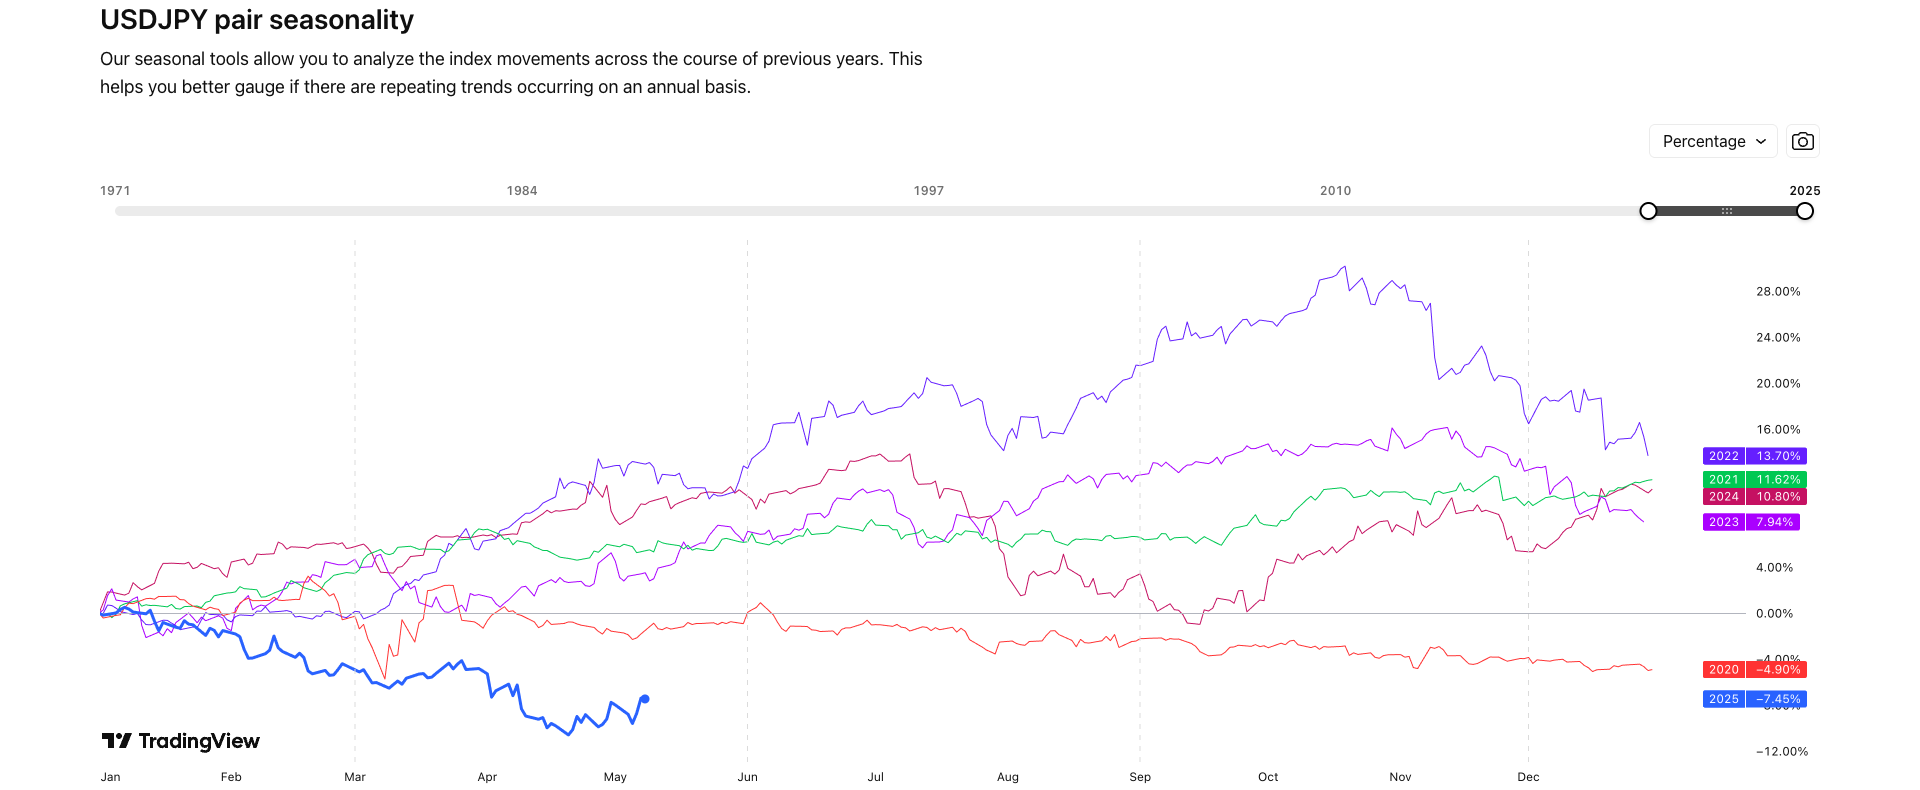 USDJPY pair seasonality
Our seasonal tools allow you to analyze the index movements across the course of previous years. This
helps you better gauge if there are repeating trends occurring on an annual basis.
Percentage
1971 1984 1997 2010 2025
28.00%
24.00%
20.00%
16.00%
2022 13.70%
2021 11.62%
2024 10.80%
2023 7.94%
4.00%
0.00%
−4.00%
2020 −4.90%
2025 −7.45%
−8.00%
−12.00%
TradingView
Jan Feb Mar Apr May Jun Jul Aug Sep Oct Nov Dec